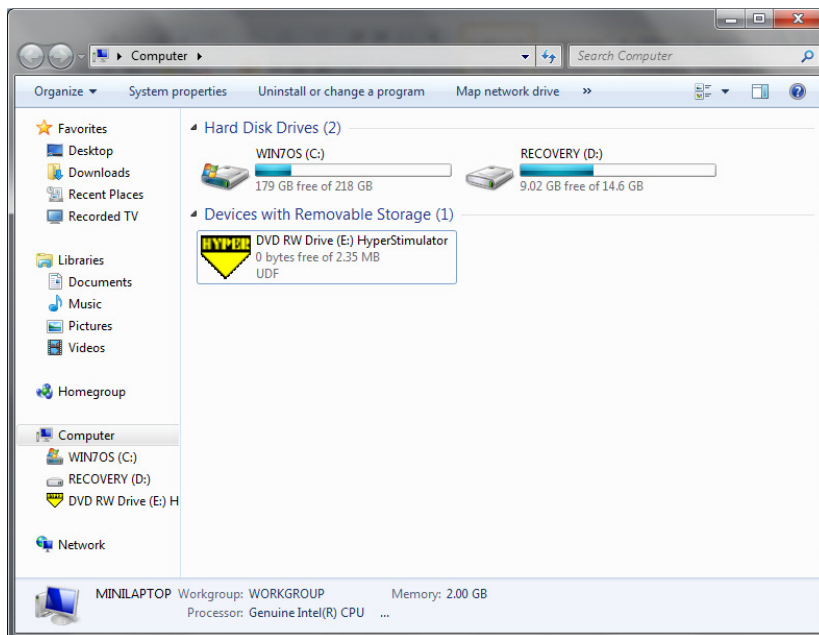 Computer
Search Computer
Organize
System properties
Uninstall or change a program
Map network drive
»
Favorites
Desktop
Downloads
Recent Places
Recorded TV
Libraries
Documents
Music
Pictures
Videos
Homegroup
Computer
WIN7OS (C:)
RECOVERY (D:)
DVD RW Drive (E:) H
Network
Hard Disk Drives (2)
WIN7OS (C:)
179 GB free of 218 GB
RECOVERY (D:)
9.02 GB free of 14.6 GB
Devices with Removable Storage (1)
HYPER
DVD RW Drive (E:) HyperStimulator
0 bytes free of 2.35 MB
UDF
MINILAPTOP Workgroup: WORKGROUP Memory: 2.00 GB
Processor: Genuine Intel(R) CPU ...